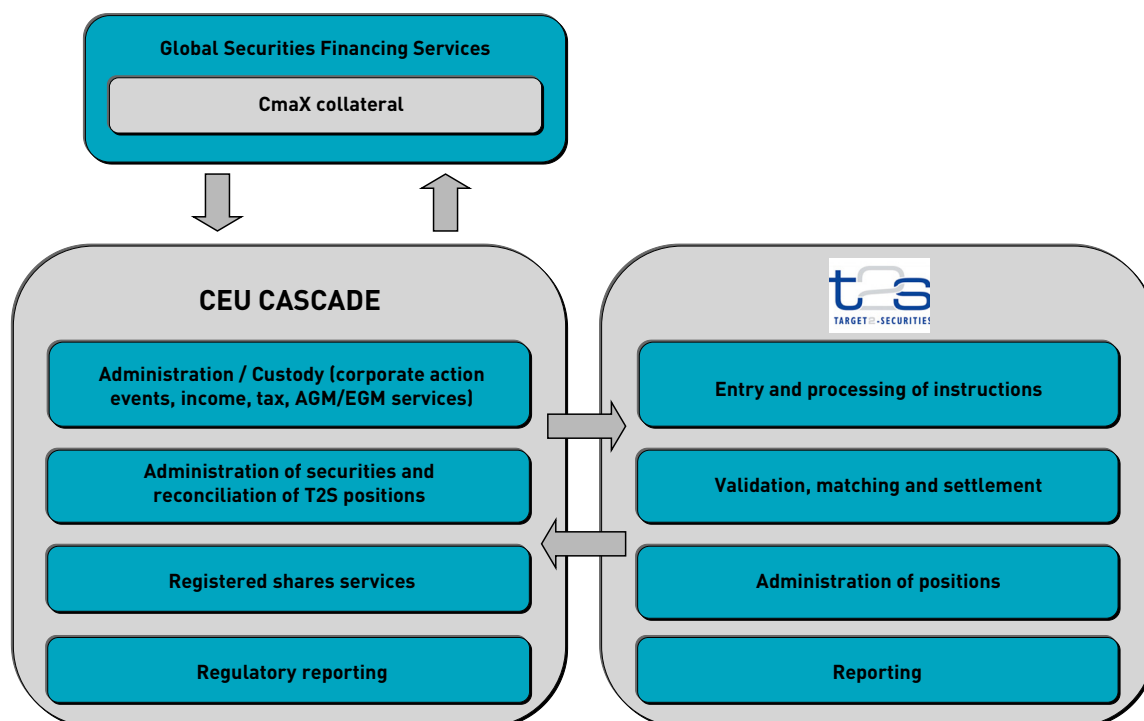 Global Securities Financing Services
CmaX collateral
CEU CASCADE
Administration / Custody (corporate action
events, income, tax, AGM/EGM services)
Administration of securities and
reconciliation of T2S positions
Registered shares services
Regulatory reporting
t2s
TARGET2-SECURITIES
Entry and processing of instructions
Validation, matching and settlement
Administration of positions
Reporting